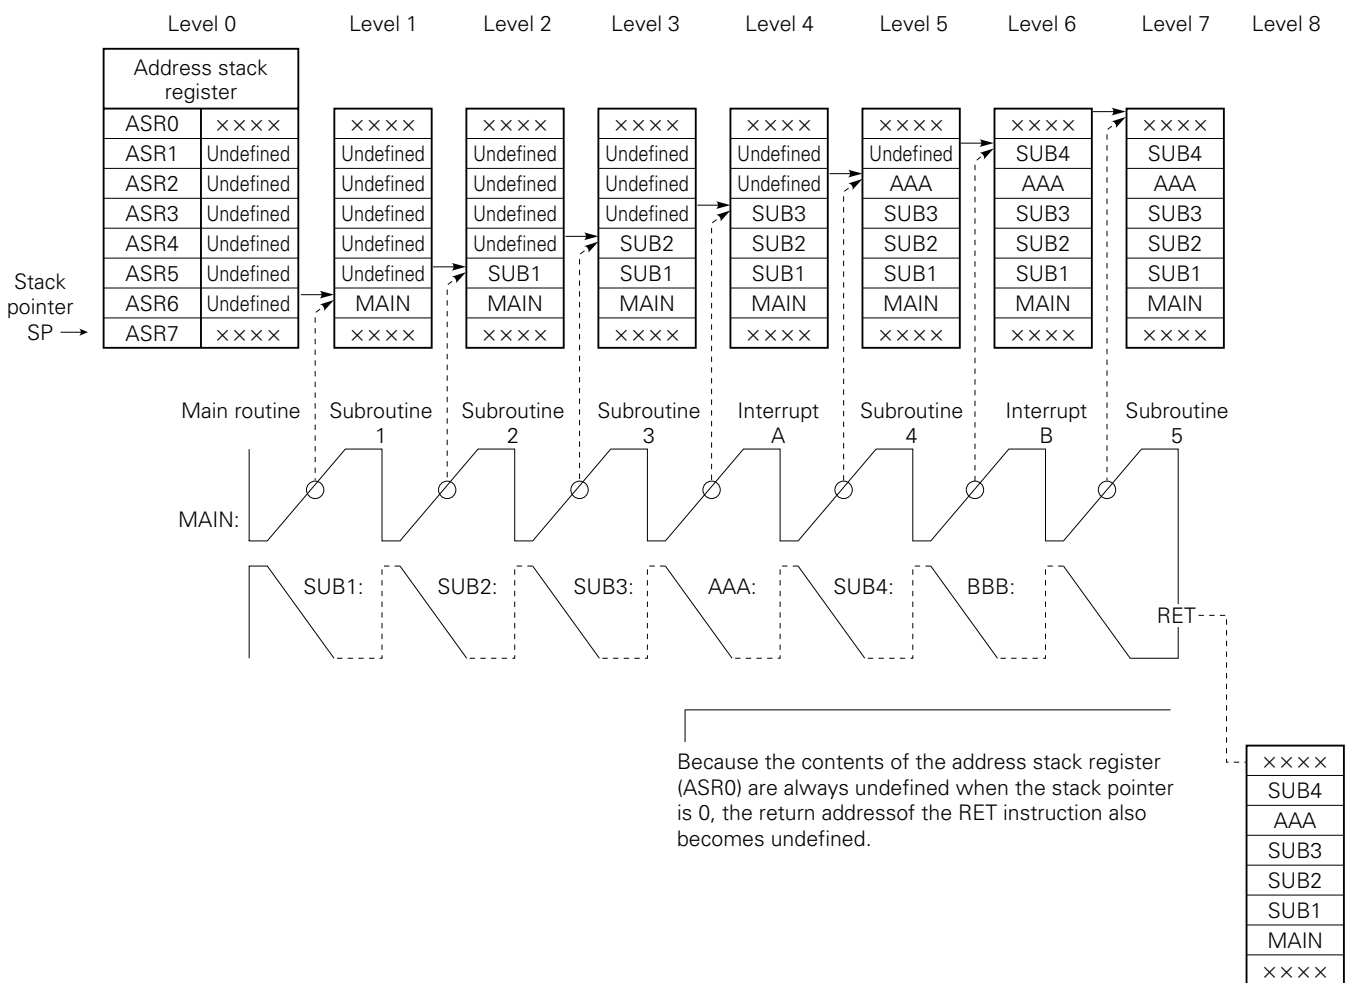 Level 0 Level 1 Level 2 Level 3 Level 4 Level 5 Level 6 Level 7 Level 8
Address stack
register
ASR0 ×××× ×××× ×××× ×××× ×××× ×××× ×××× ××××
ASR1 Undefined Undefined Undefined Undefined Undefined Undefined SUB4 SUB4
ASR2 Undefined Undefined Undefined Undefined Undefined AAA AAA AAA
ASR3 Undefined Undefined Undefined Undefined SUB3 SUB3 SUB3 SUB3
ASR4 Undefined Undefined Undefined SUB2 SUB2 SUB2 SUB2 SUB2
ASR5 Undefined Undefined SUB1 SUB1 SUB1 SUB1 SUB1 SUB1
ASR6 Undefined MAIN MAIN MAIN MAIN MAIN MAIN MAIN
ASR7 ×××× ×××× ×××× ×××× ×××× ×××× ×××× ××××
Stack
pointer
SP
Main routine Subroutine Subroutine Subroutine Interrupt Subroutine Interrupt Subroutine
1 2 3 A 4 B 5
MAIN:
SUB1: SUB2: SUB3: AAA: SUB4: BBB:
RET
Because the contents of the address stack register
(ASR0) are always undefined when the stack pointer
is 0, the return addressof the RET instruction also
becomes undefined.
××××
SUB4
AAA
SUB3
SUB2
SUB1
MAIN
××××